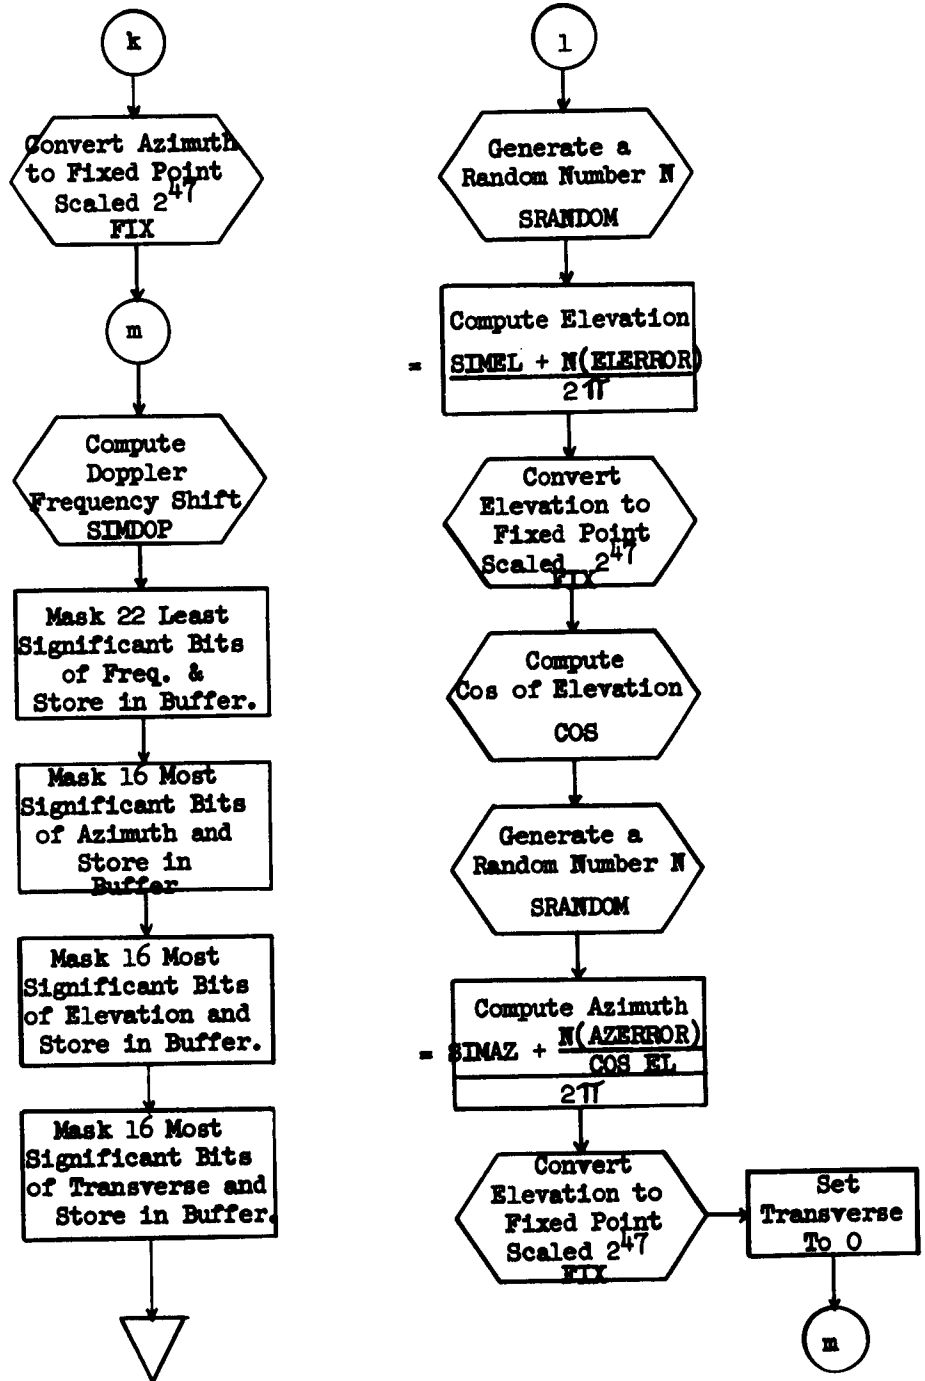 k
Convert Azimuth
to Fixed Point
Scaled 2^47
FIX
m
Compute
Doppler
Frequency Shift
SIMDOP
Mask 22 Least
Significant Bits
of Freq. &
Store in Buffer.
Mask 16 Most
Significant Bits
of Azimuth and
Store in
Buffer
Mask 16 Most
Significant Bits
of Elevation and
Store in Buffer.
Mask 16 Most
Significant Bits
of Transverse and
Store in Buffer.
l
Generate a
Random Number N
SRANDOM
Compute Elevation
= SIMEL + N(ELERROR)
2π
Convert
Elevation to
Fixed Point
Scaled 2^47
FIX
Compute
Cos of Elevation
COS
Generate a
Random Number N
SRANDOM
Compute Azimuth
= SIMAZ + N(AZERROR)
COS EL
2π
Convert
Elevation to
Fixed Point
Scaled 2^47
FIX
Set
Transverse
To 0
m